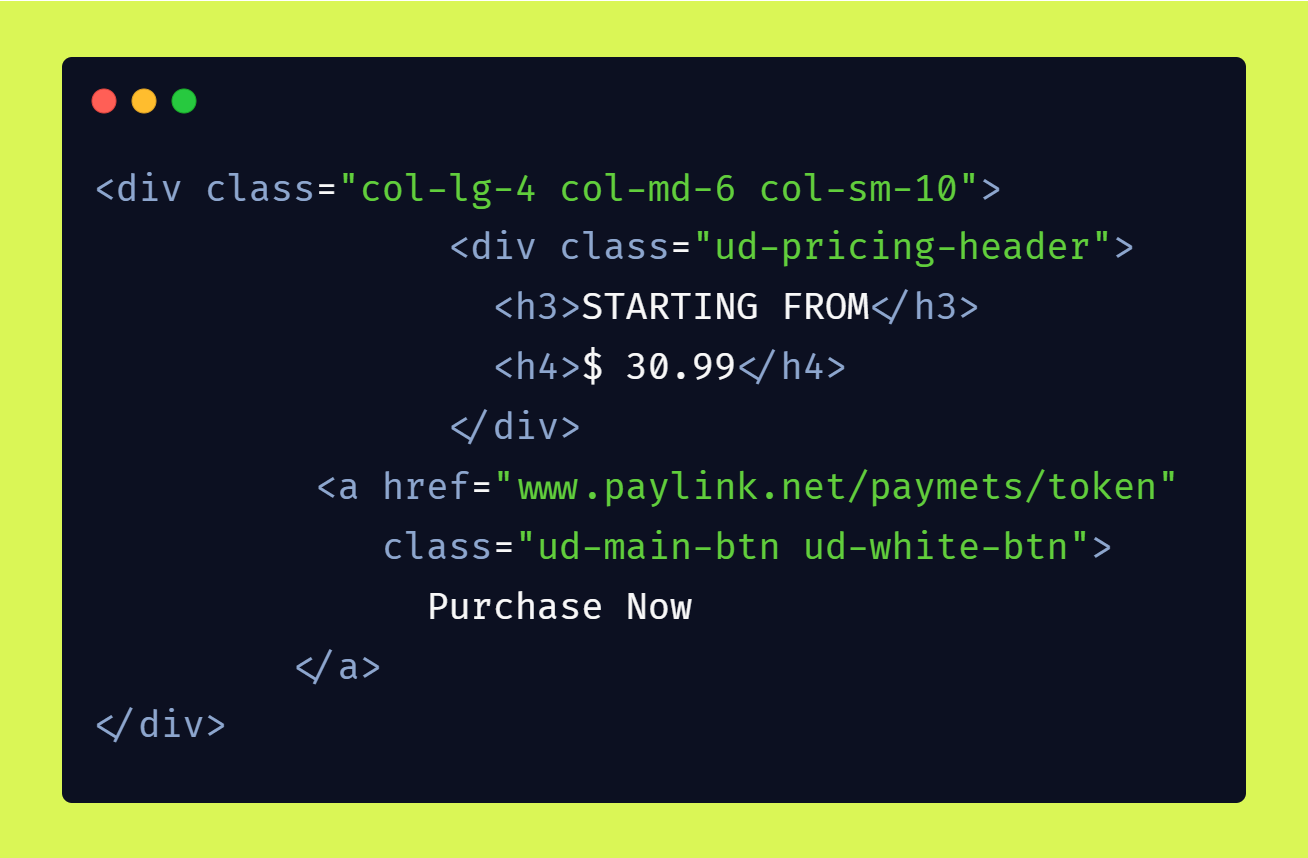 <div class="col-lg-4 col-md-6 col-sm-10">
<div class="ud-pricing-header">
<h3>STARTING FROM</h3>
<h4>$ 30.99</h4>
</div>
<a href="www.paylink.net/paymets/token"
class="ud-main-btn ud-white-btn">
Purchase Now
</a>
</div>